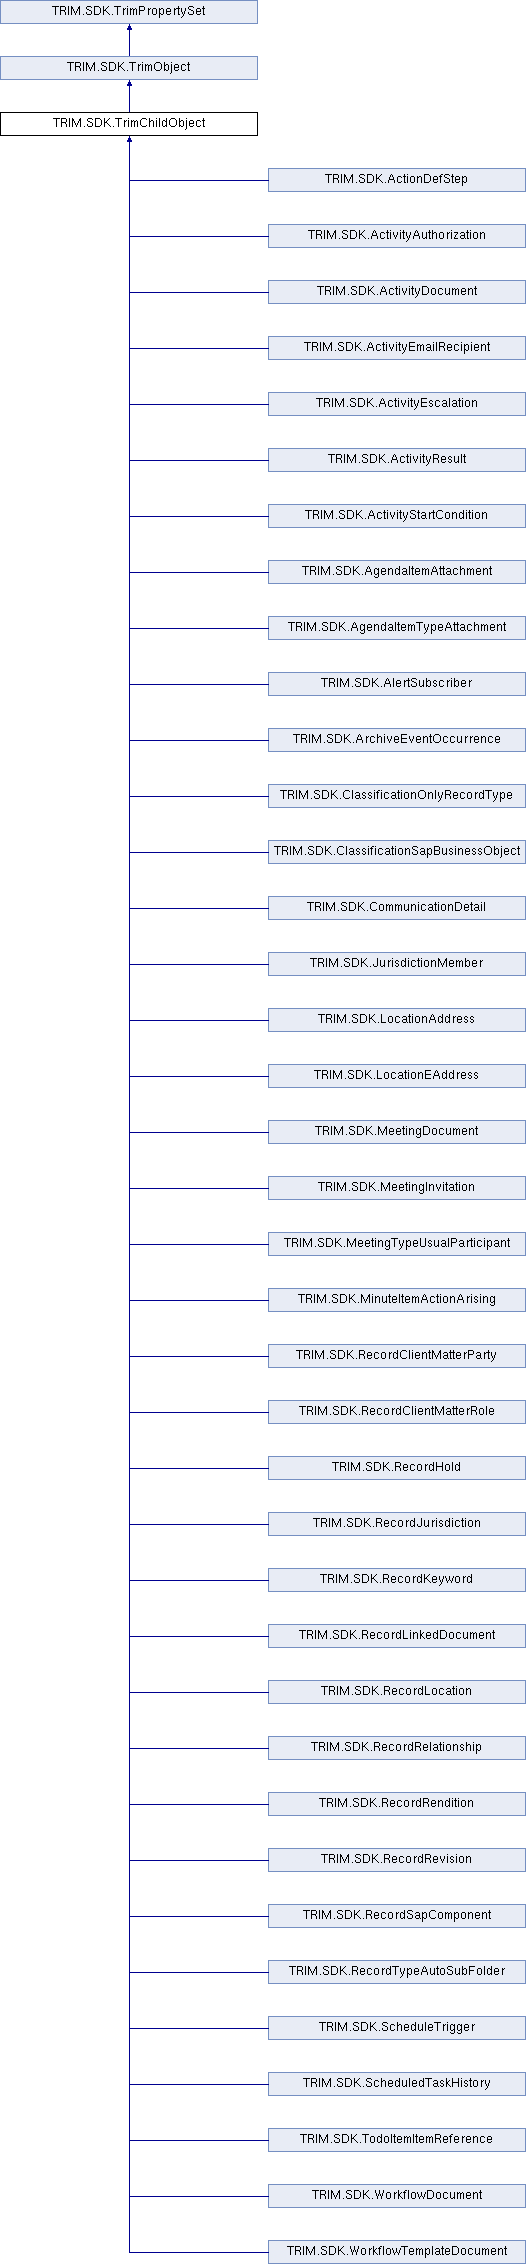 TRIM.SDK.TrimPropertySet
TRIM.SDK.TrimObject
TRIM.SDK.TrimChildObject
TRIM.SDK.ActionDefStep
TRIM.SDK.ActivityAuthorization
TRIM.SDK.ActivityDocument
TRIM.SDK.ActivityEmailRecipient
TRIM.SDK.ActivityEscalation
TRIM.SDK.ActivityResult
TRIM.SDK.ActivityStartCondition
TRIM.SDK.AgendaItemAttachment
TRIM.SDK.AgendaItemTypeAttachment
TRIM.SDK.AlertSubscriber
TRIM.SDK.ArchiveEventOccurrence
TRIM.SDK.ClassificationOnlyRecordType
TRIM.SDK.ClassificationSapBusinessObject
TRIM.SDK.CommunicationDetail
TRIM.SDK.JurisdictionMember
TRIM.SDK.LocationAddress
TRIM.SDK.LocationEAddress
TRIM.SDK.MeetingDocument
TRIM.SDK.MeetingInvitation
TRIM.SDK.MeetingTypeUsualParticipant
TRIM.SDK.MinuteItemActionArising
TRIM.SDK.RecordClientMatterParty
TRIM.SDK.RecordClientMatterRole
TRIM.SDK.RecordHold
TRIM.SDK.RecordJurisdiction
TRIM.SDK.RecordKeyword
TRIM.SDK.RecordLinkedDocument
TRIM.SDK.RecordLocation
TRIM.SDK.RecordRelationship
TRIM.SDK.RecordRendition
TRIM.SDK.RecordRevision
TRIM.SDK.RecordSapComponent
TRIM.SDK.RecordTypeAutoSubFolder
TRIM.SDK.ScheduleTrigger
TRIM.SDK.ScheduledTaskHistory
TRIM.SDK.TodoItemItemReference
TRIM.SDK.WorkflowDocument
TRIM.SDK.WorkflowTemplateDocument